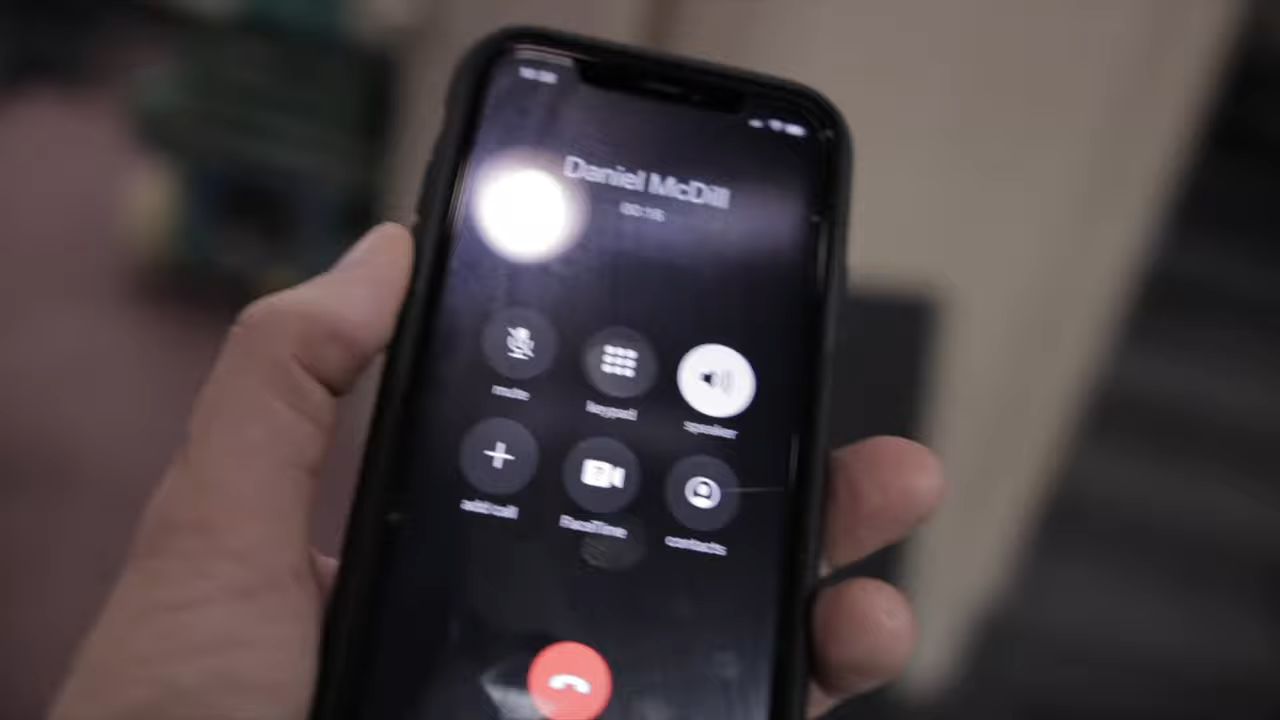 Daniel McDill
mute
keypad
speaker
add call
FaceTime
contacts